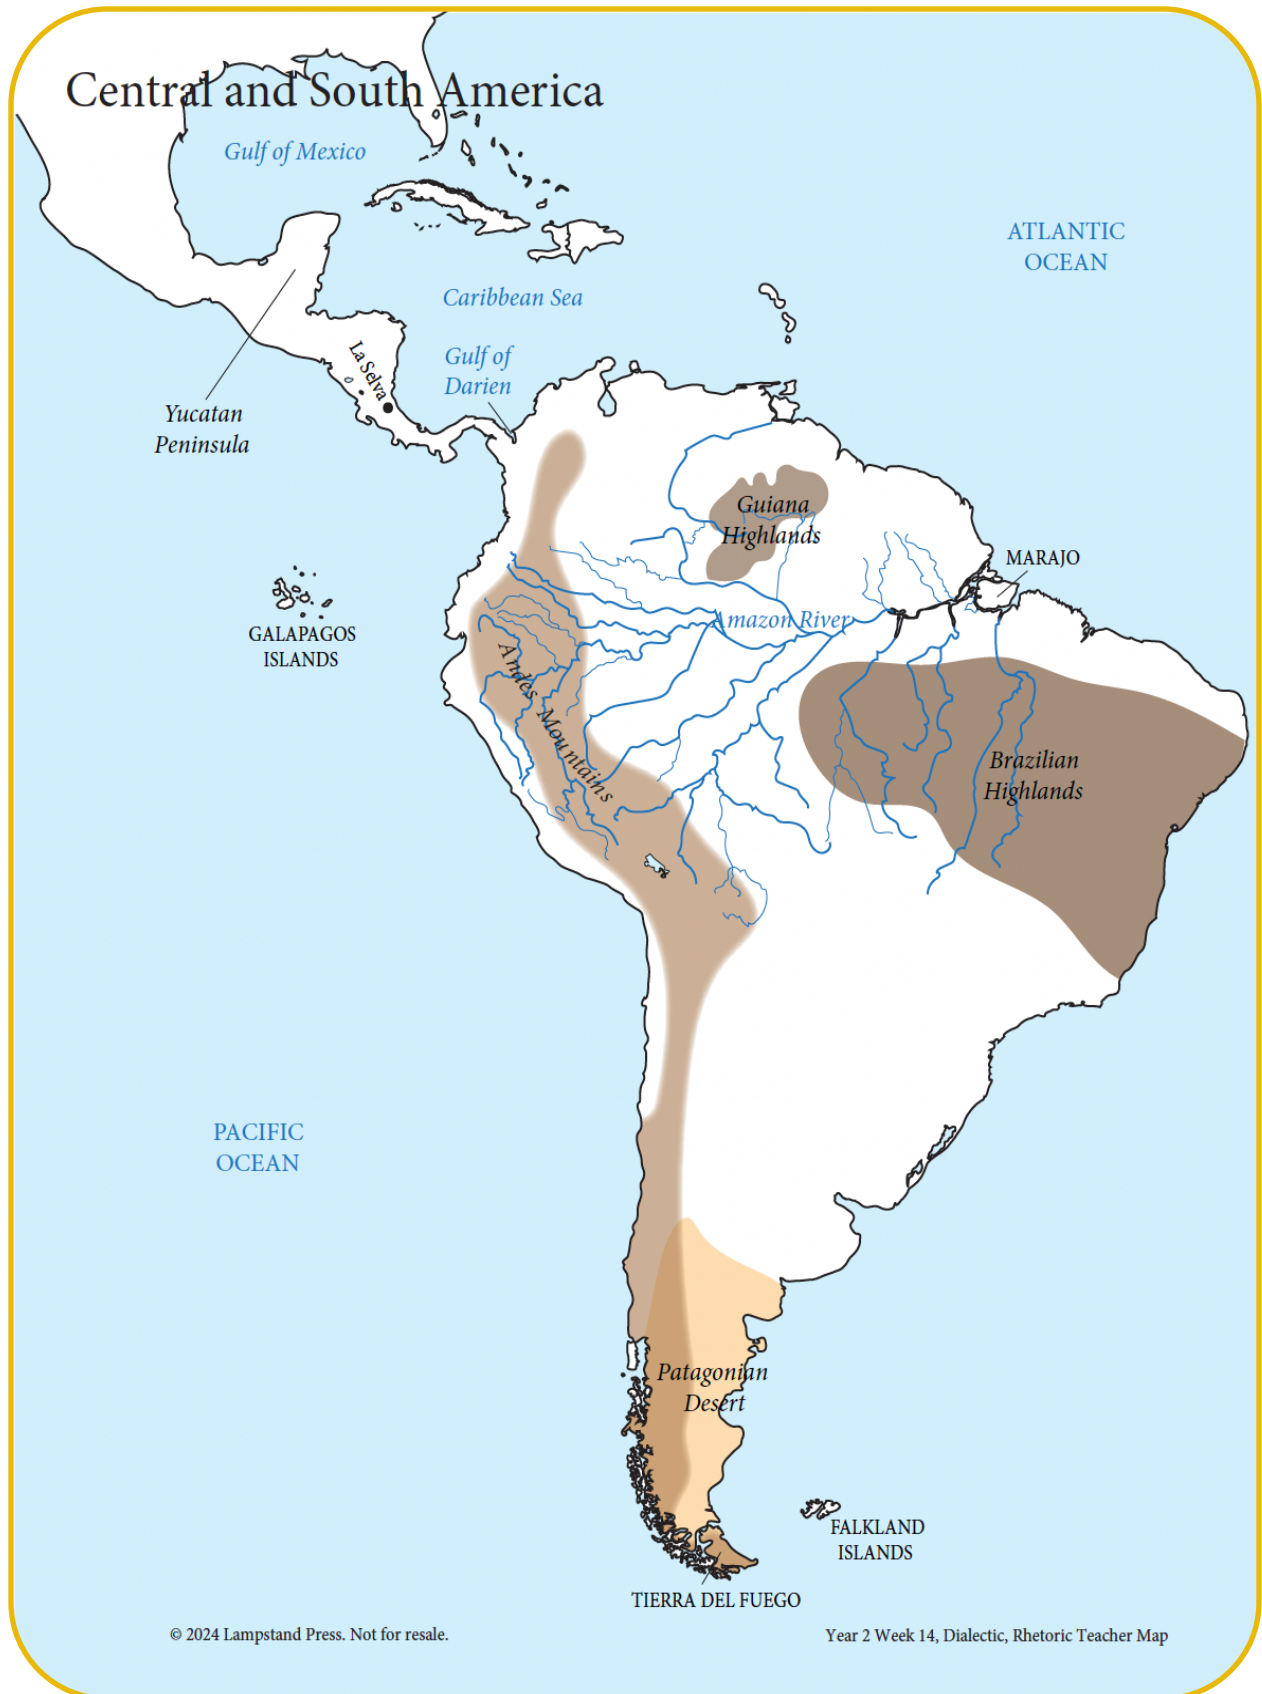 Central and South America
Gulf of Mexico
ATLANTIC
OCEAN
Caribbean Sea
Gulf of
Darien
La Selva
Yucatan
Peninsula
Guiana
Highlands
MARAJO
GALAPAGOS
ISLANDS
Amazon River
Andes Mountains
Brazilian
Highlands
PACIFIC
OCEAN
Patagonian
Desert
FALKLAND
ISLANDS
TIERRA DEL FUEGO
© 2024 Lampstand Press. Not for resale.
Year 2 Week 14, Dialectic, Rhetoric Teacher Map